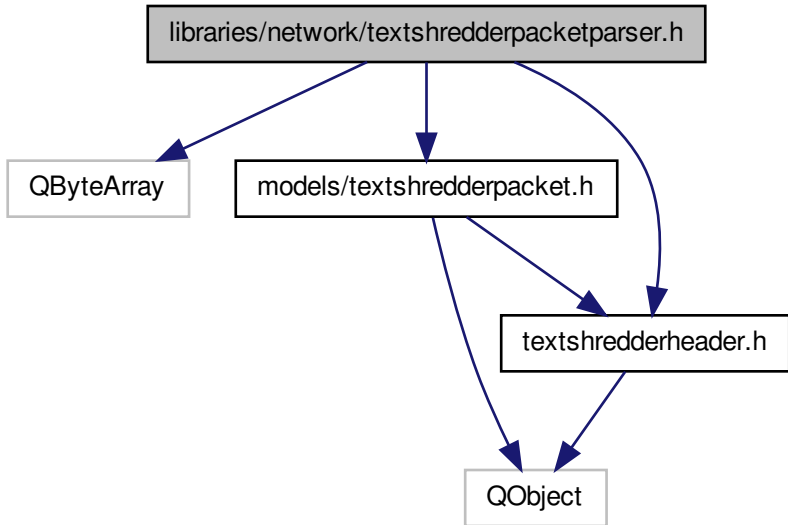 libraries/network/textshredderpacketparser.h
QByteArray
models/textshredderpacket.h
textshredderheader.h
QObject